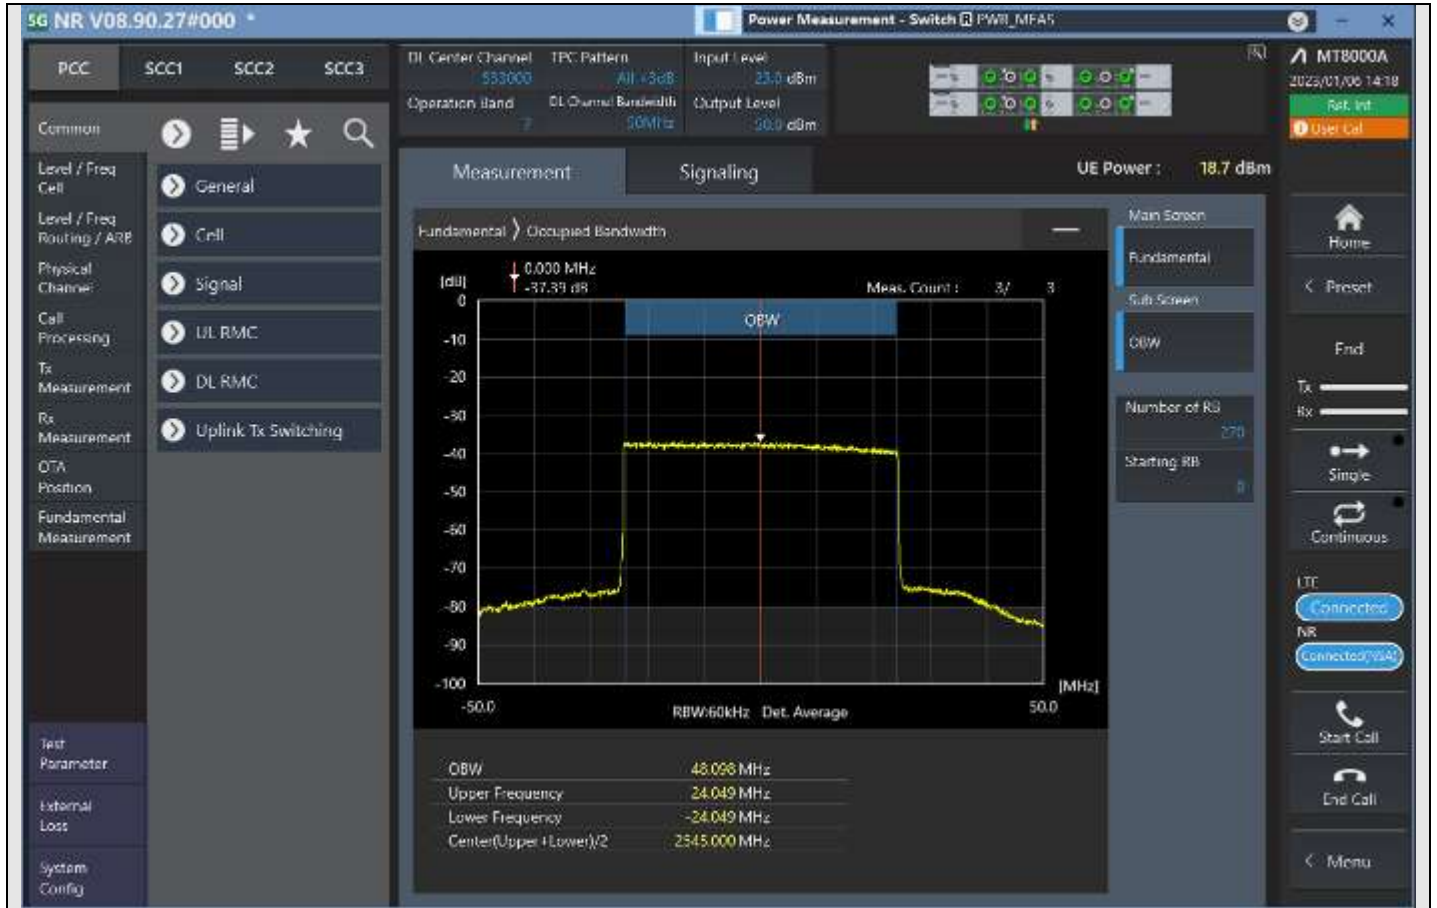 SG NR V08.90.27#000 *
Power Measurement - Switch R PWR_MEAS
PCC SCC1 SCC2 SCC3
DL Center Channel
533000
TPC Pattern
All +3dB
Input Level
23.0 dBm
Operation Band
7
DL Channel Bandwidth
50MHz
Output Level
50.0 dBm
MT8000A
2023/01/06 14:18
Ref. Int
User Cal
Common
Level / Freq
Cell
Level / Freq
Routing / ARB
Physical
Channel
Call
Processing
Tx
Measurement
Rx
Measurement
OTA
Position
Fundamental
Measurement
Test
Parameter
External
Loss
System
Config
General
Cell
Signal
UL RMC
DL RMC
Uplink Tx Switching
Measurement
Signaling
UE Power : 18.7 dBm
Fundamental ❭ Occupied Bandwidth
[dB]
0.000 MHz
-37.39 dB
Meas. Count : 3/ 3
OBW
0
-10
-20
-30
-40
-50
-60
-70
-80
-90
-100
-50.0
RBW:60kHz Det. Average
50.0
[MHz]
OBW 48.098 MHz
Upper Frequency 24.049 MHz
Lower Frequency -24.049 MHz
Center(Upper+Lower)/2 2545.000 MHz
Main Screen
Fundamental
Sub Screen
OBW
Number of RB
270
Starting RB
0
Home
< Preset
End
Tx
Rx
Single
Continuous
LTE
Connected
NR
Connected(NSA)
Start Call
End Call
< Menu